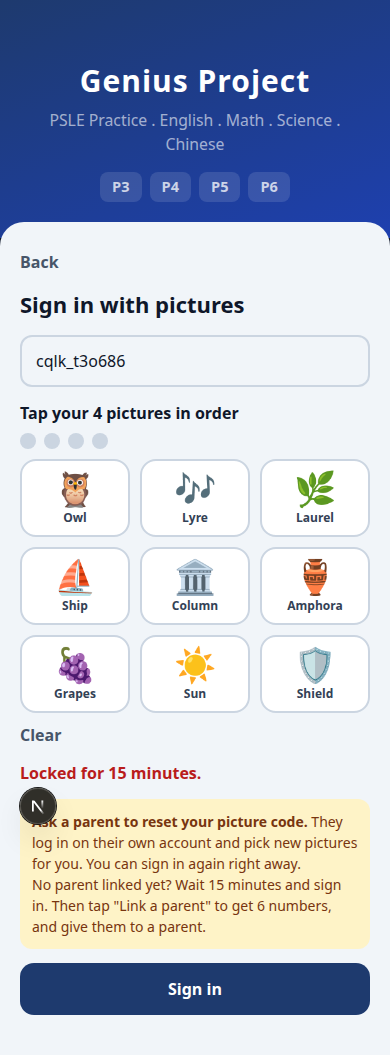 Genius Project
PSLE Practice . English . Math . Science .
Chinese
P3 P4 P5 P6
Back
Sign in with pictures
cqlk_t3o686
Tap your 4 pictures in order
Owl Lyre Laurel
Ship Column Amphora
Grapes Sun Shield
Clear
Locked for 15 minutes.
N
Ask a parent to reset your picture code. They
log in on their own account and pick new pictures
for you. You can sign in again right away.
No parent linked yet? Wait 15 minutes and sign
in. Then tap "Link a parent" to get 6 numbers,
and give them to a parent.
Sign in